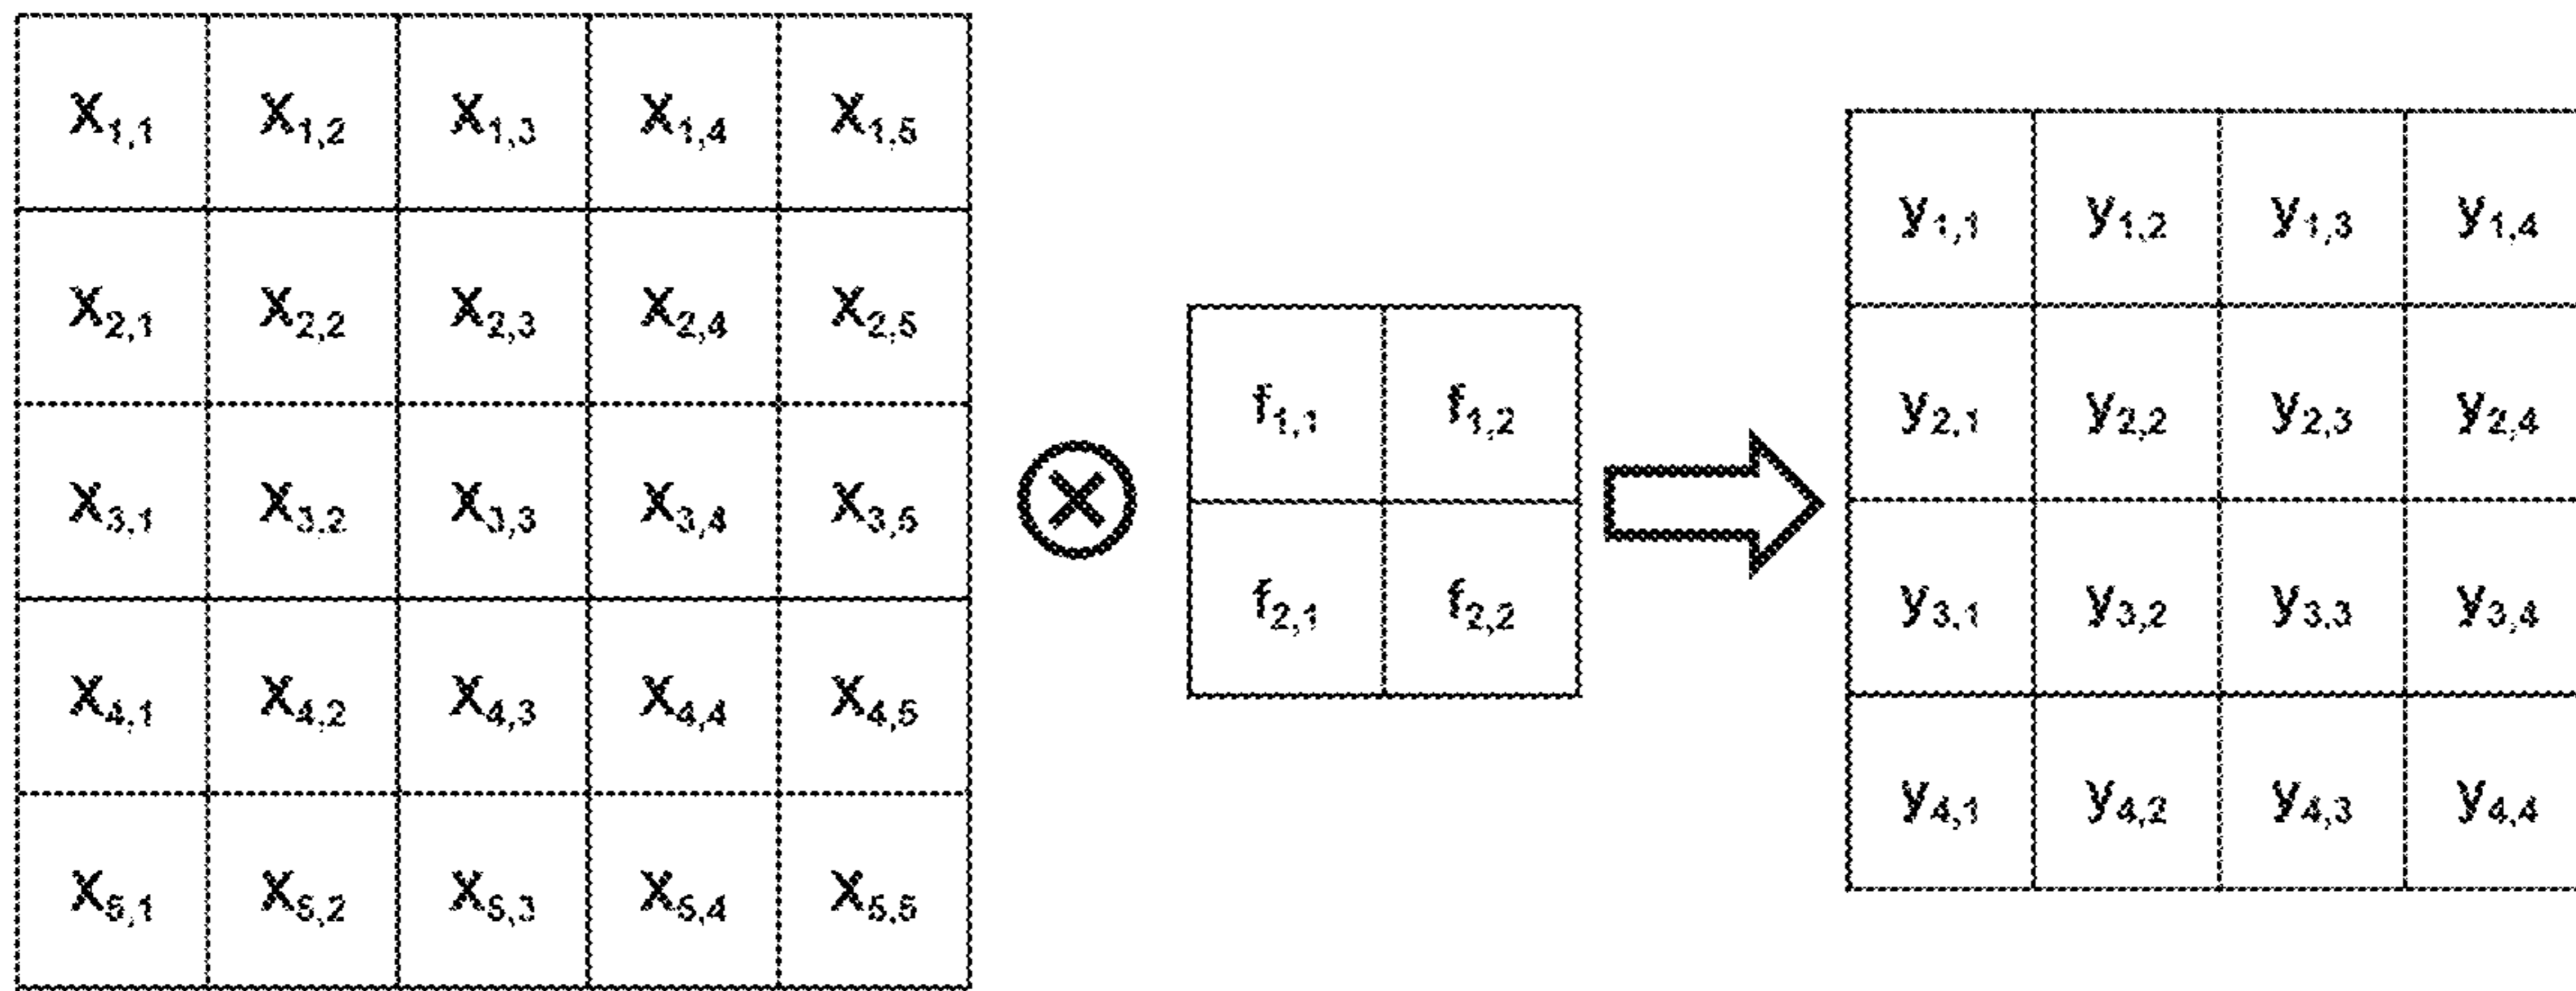 x1,1 x1,2 x1,3 x1,4 x1,5
x2,1 x2,2 x2,3 x2,4 x2,5
x3,1 x3,2 x3,3 x3,4 x3,5
x4,1 x4,2 x4,3 x4,4 x4,5
x5,1 x5,2 x5,3 x5,4 x5,5
⊗
f1,1 f1,2
f2,1 f2,2
y1,1 y1,2 y1,3 y1,4
y2,1 y2,2 y2,3 y2,4
y3,1 y3,2 y3,3 y3,4
y4,1 y4,2 y4,3 y4,4